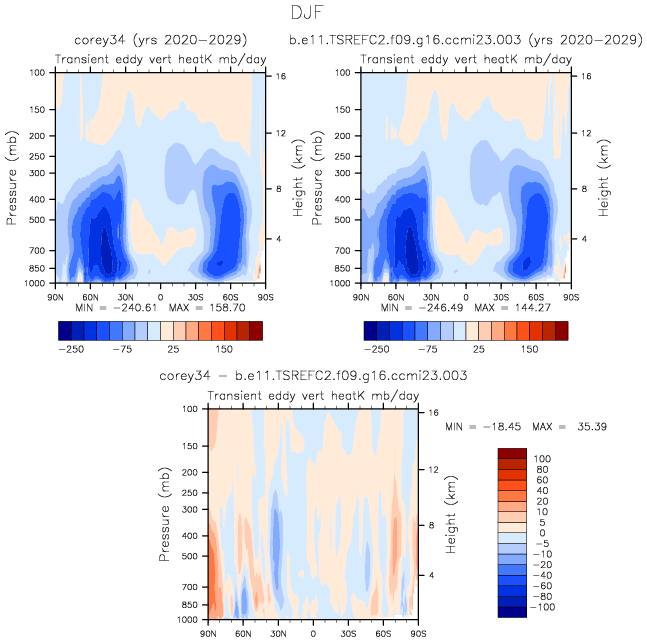 DJF
corey34 (yrs 2020-2029)
b.e11.TSREFC2.f09.g16.ccmi23.003 (yrs 2020-2029)
Transient eddy vert heatK mb/day
Transient eddy vert heatK mb/day
100 150 200 250 300 400 500 700 850 1000
Pressure (mb)
16 12 8 4
Height (km)
90N 60N 30N 0 30S 60S 90S
100 150 200 250 300 400 500 700 850 1000
Pressure (mb)
16 12 8 4
Height (km)
90N 60N 30N 0 30S 60S 90S
MIN = -240.61 MAX = 158.70
MIN = -246.49 MAX = 144.27
-250 -75 25 150
-250 -75 25 150
corey34 - b.e11.TSREFC2.f09.g16.ccmi23.003
Transient eddy vert heatK mb/day
100 150 200 250 300 400 500 700 850 1000
Pressure (mb)
16 12 8 4
Height (km)
90N 60N 30N 0 30S 60S 90S
MIN = -18.45 MAX = 35.39
100
80
60
40
20
10
5
0
-5
-10
-20
-40
-60
-80
-100